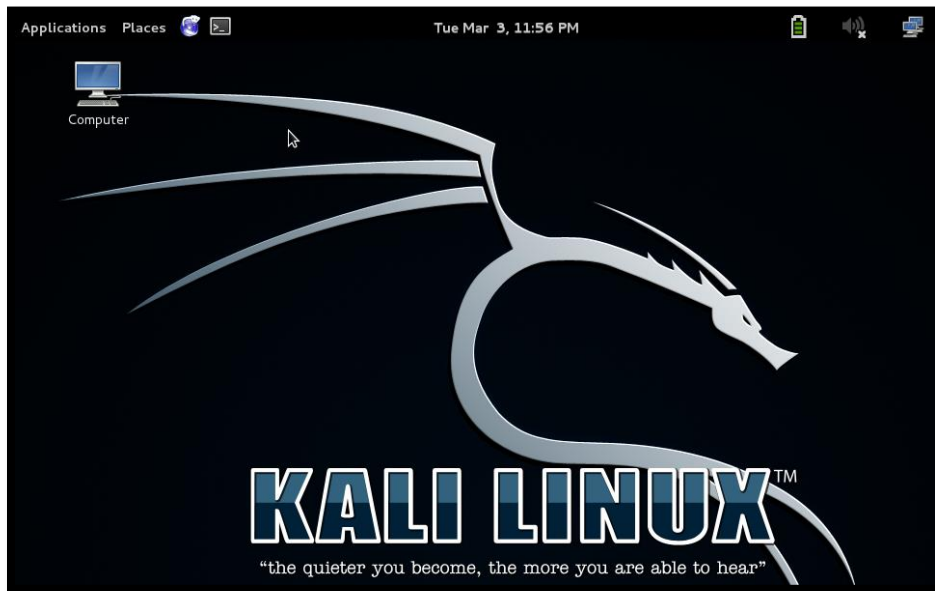 Applications Places Tue Mar 3, 11:56 PM
Computer
KALI LINUX™
“the quieter you become, the more you are able to hear”